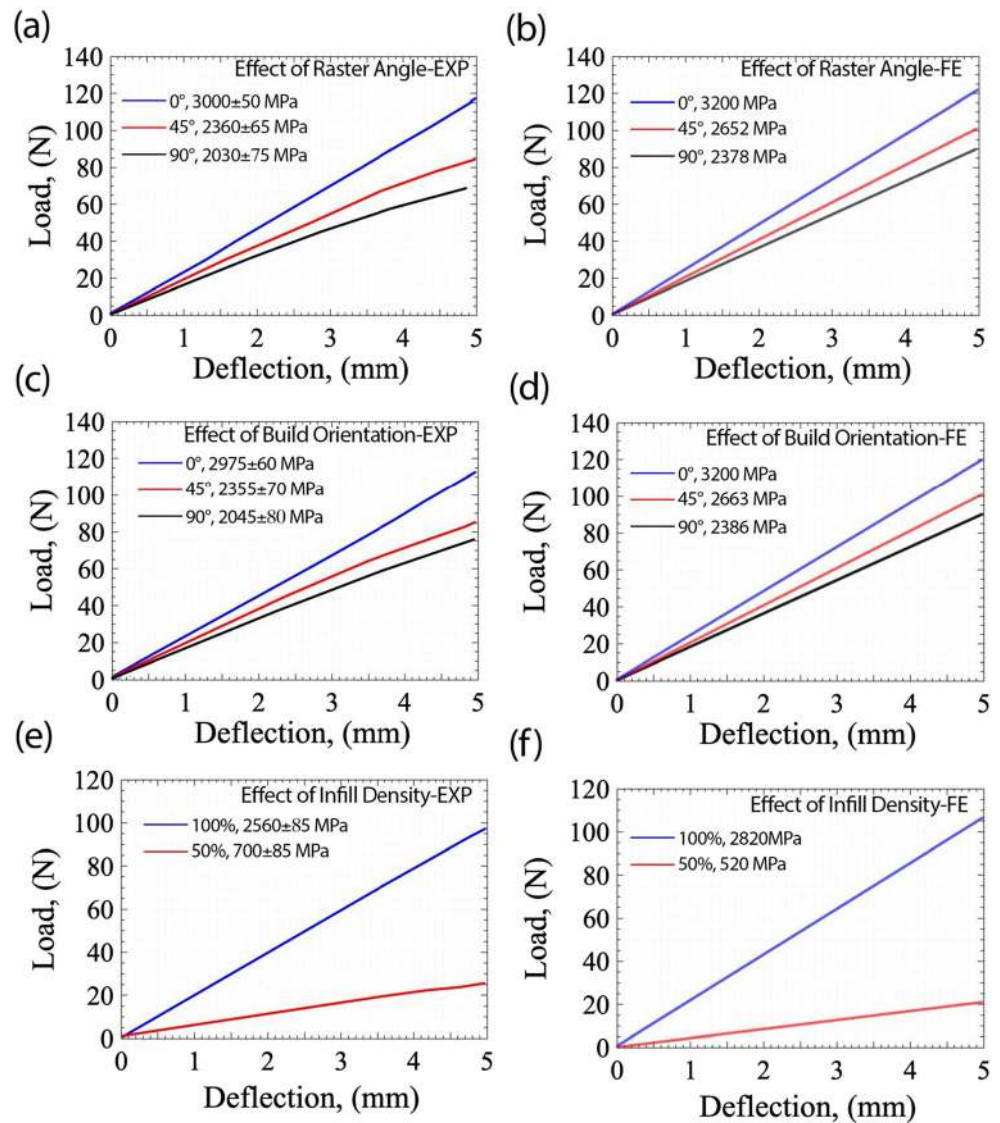 (a)
Effect of Raster Angle-EXP
0°, 3000±50 MPa
45°, 2360±65 MPa
90°, 2030±75 MPa
Load, (N)
140
120
100
80
60
40
20
0
0 1 2 3 4 5
Deflection, (mm)
(b)
Effect of Raster Angle-FE
0°, 3200 MPa
45°, 2652 MPa
90°, 2378 MPa
Load, (N)
140
120
100
80
60
40
20
0
0 1 2 3 4 5
Deflection, (mm)
(c)
Effect of Build Orientation-EXP
0°, 2975±60 MPa
45°, 2355±70 MPa
90°, 2045±80 MPa
Load, (N)
140
120
100
80
60
40
20
0
0 1 2 3 4 5
Deflection, (mm)
(d)
Effect of Build Orientation-FE
0°, 3200 MPa
45°, 2663 MPa
90°, 2386 MPa
Load, (N)
140
120
100
80
60
40
20
0
0 1 2 3 4 5
Deflection, (mm)
(e)
Effect of Infill Density-EXP
100%, 2560±85 MPa
50%, 700±85 MPa
Load, (N)
120
100
80
60
40
20
0
0 1 2 3 4 5
Deflection, (mm)
(f)
Effect of Infill Density-FE
100%, 2820MPa
50%, 520 MPa
Load, (N)
120
100
80
60
40
20
0
0 1 2 3 4 5
Deflection, (mm)